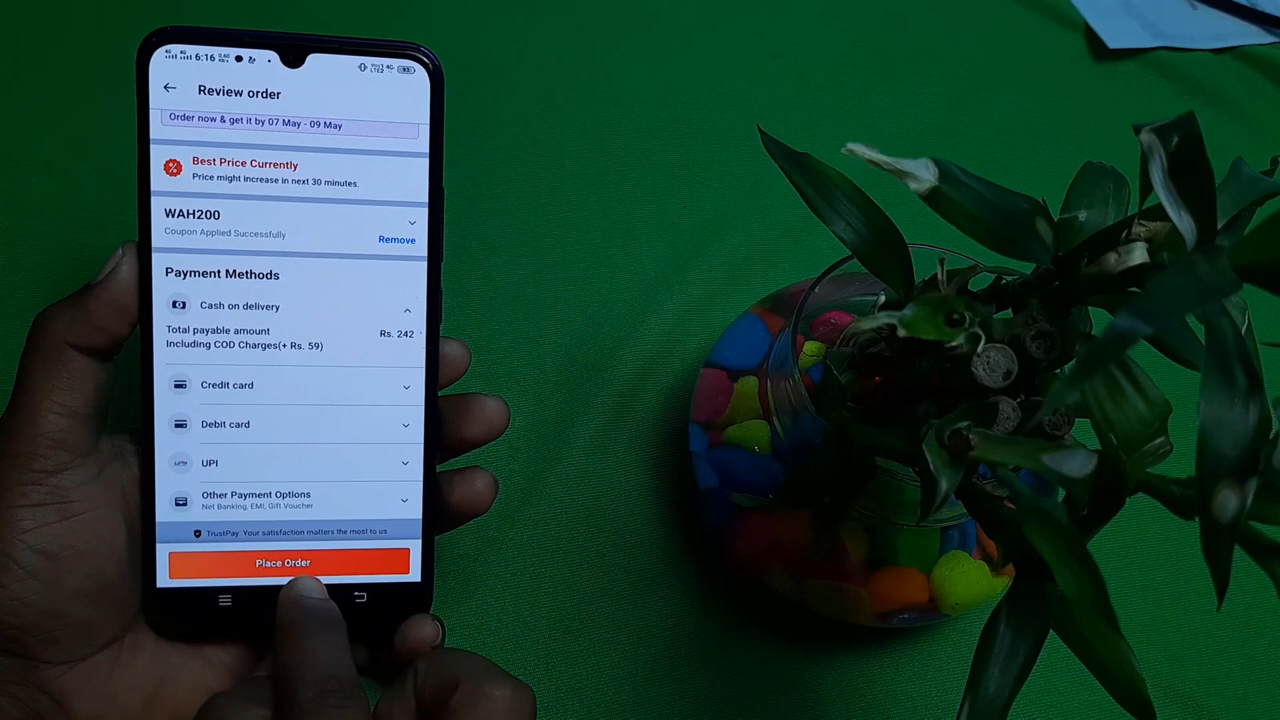 6:16
Review order
Order now & get it by 07 May - 09 May
Best Price Currently
Price might increase in next 30 minutes.
WAH200
Coupon Applied Successfully
Remove
Payment Methods
Cash on delivery
Total payable amount
Rs. 242
Including COD Charges(+ Rs. 59)
Credit card
Debit card
UPI
Other Payment Options
Net Banking, EMI, Gift Voucher
TrustPay: Your satisfaction matters the most to us
Place Order